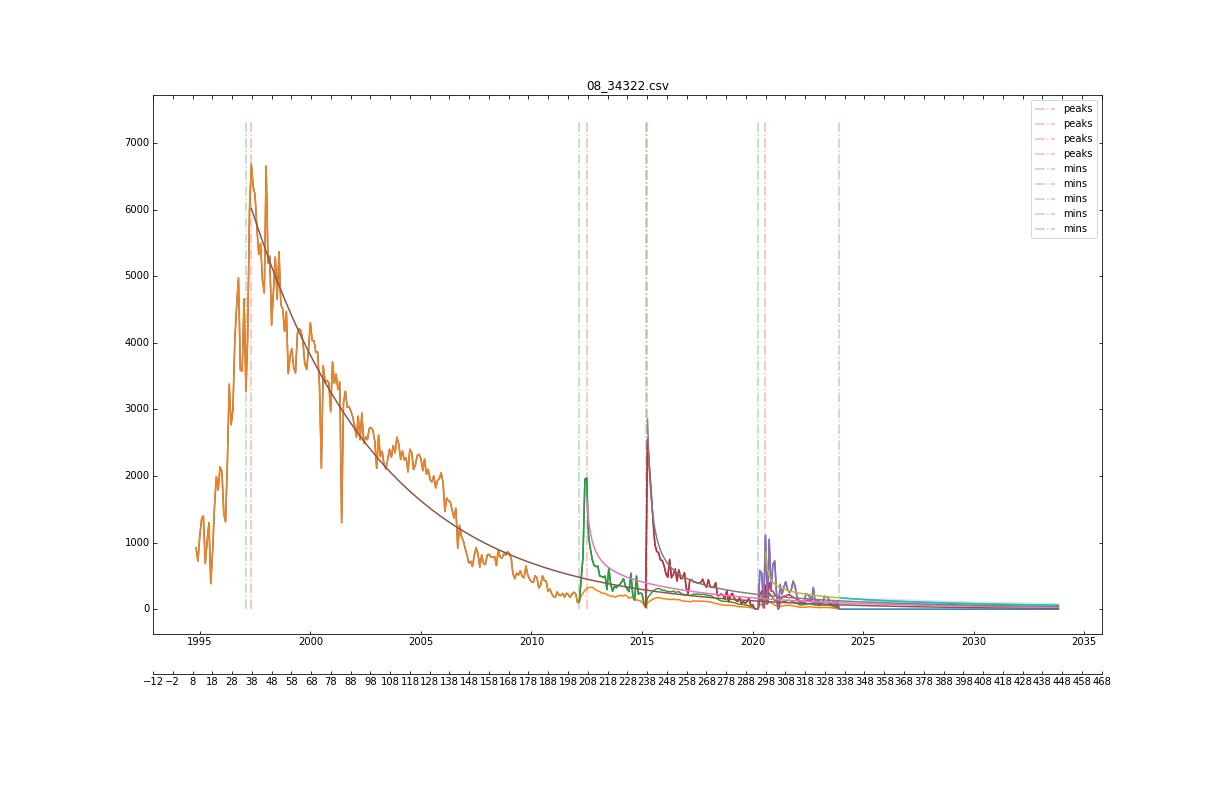 08_34322.csv
peaks
peaks
peaks
peaks
mins
mins
mins
mins
mins
7000
6000
5000
4000
3000
2000
1000
0
1995 2000 2005 2010 2015 2020 2025 2030 2035
−12 −2 8 18 28 38 48 58 68 78 88 98 108 118 128 138 148 158 168 178 188 198 208 218 228 238 248 258 268 278 288 298 308 318 328 338 348 358 368 378 388 398 408 418 428 438 448 458 468